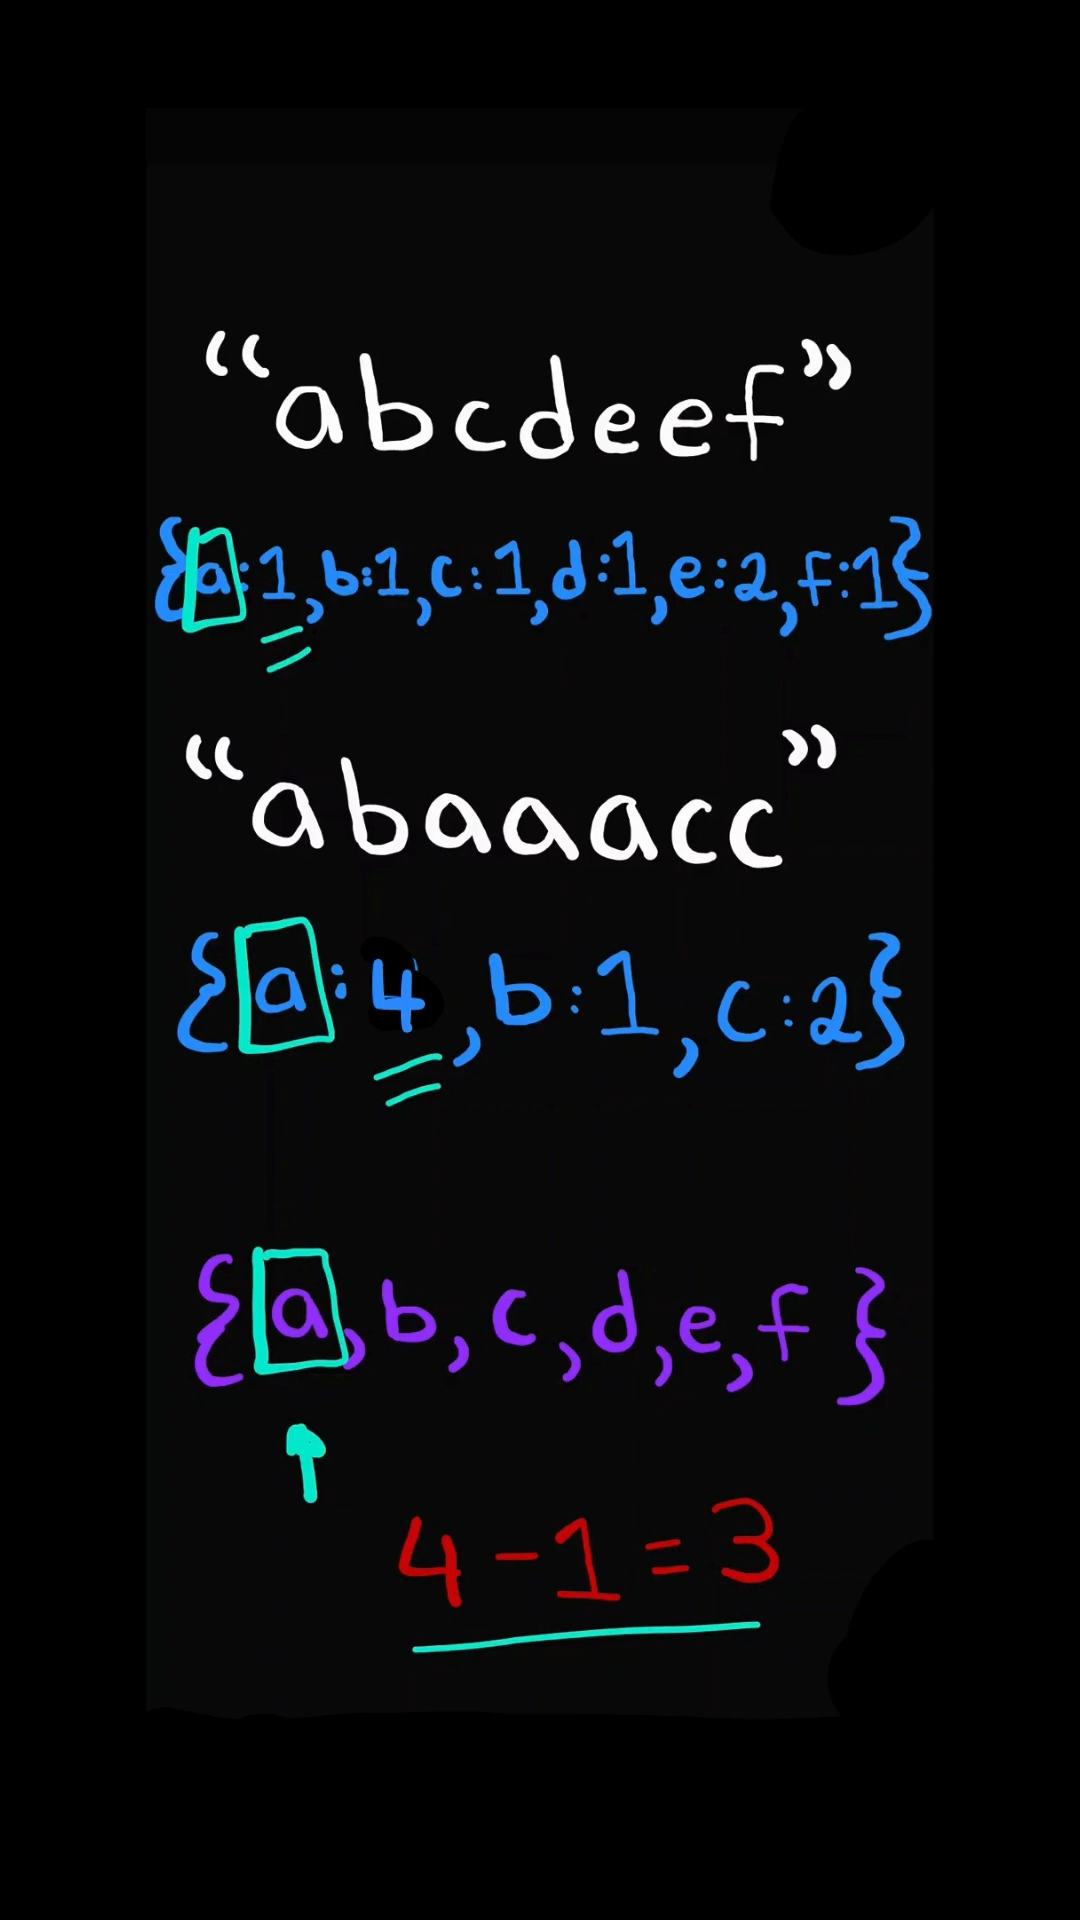 “abcdeef”
{a:1,b:1,c:1,d:1,e:2,f:1}
“abaaacc”
{a:4,b:1,c:2}
{a,b,c,d,e,f}
4-1=3